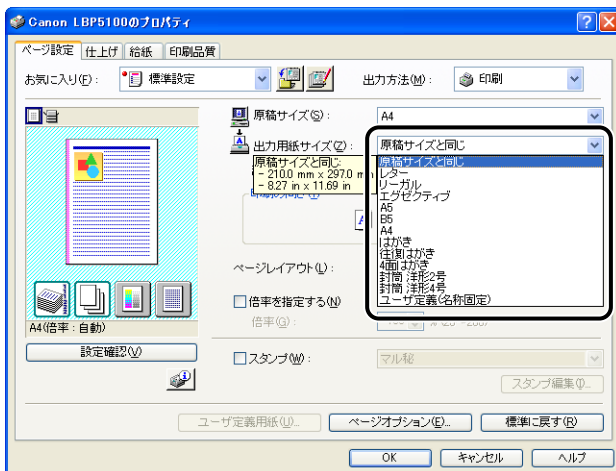 Canon LBP5100のプロパティ
ページ設定 仕上げ 給紙 印刷品質
お気に入り(F): 標準設定 出力方法(M): 印刷
原稿サイズ(S): A4
出力用紙サイズ(Z): 原稿サイズと同じ
原稿サイズと同じ:
- 210.0 mm x 297.0 mm
- 8.27 in x 11.69 in
原稿サイズと同じ
レター
リーガル
エグゼクティブ
A5
B5
A4
はがき
往復はがき
4面はがき
封筒 洋形2号
封筒 洋形4号
ユーザ定義(名称固定)
A
ページレイアウト(L):
倍率を指定する(N)
倍率(G):
A4(倍率:自動)
設定確認(V)
スタンプ(W): マル秘
スタンプ編集(D)...
ユーザ定義用紙(U)... ページオプション(E)... 標準に戻す(R)
OK キャンセル ヘルプ